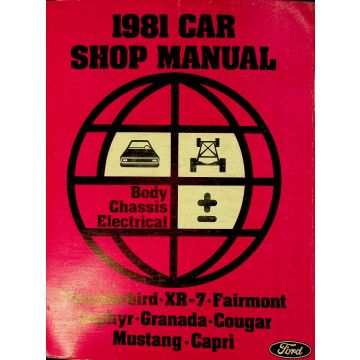 1981 CAR
SHOP MANUAL
Body
Chassis
Electrical
Thunderbird·XR-7·Fairmont
Zephyr·Granada·Cougar
Mustang·Capri
Ford